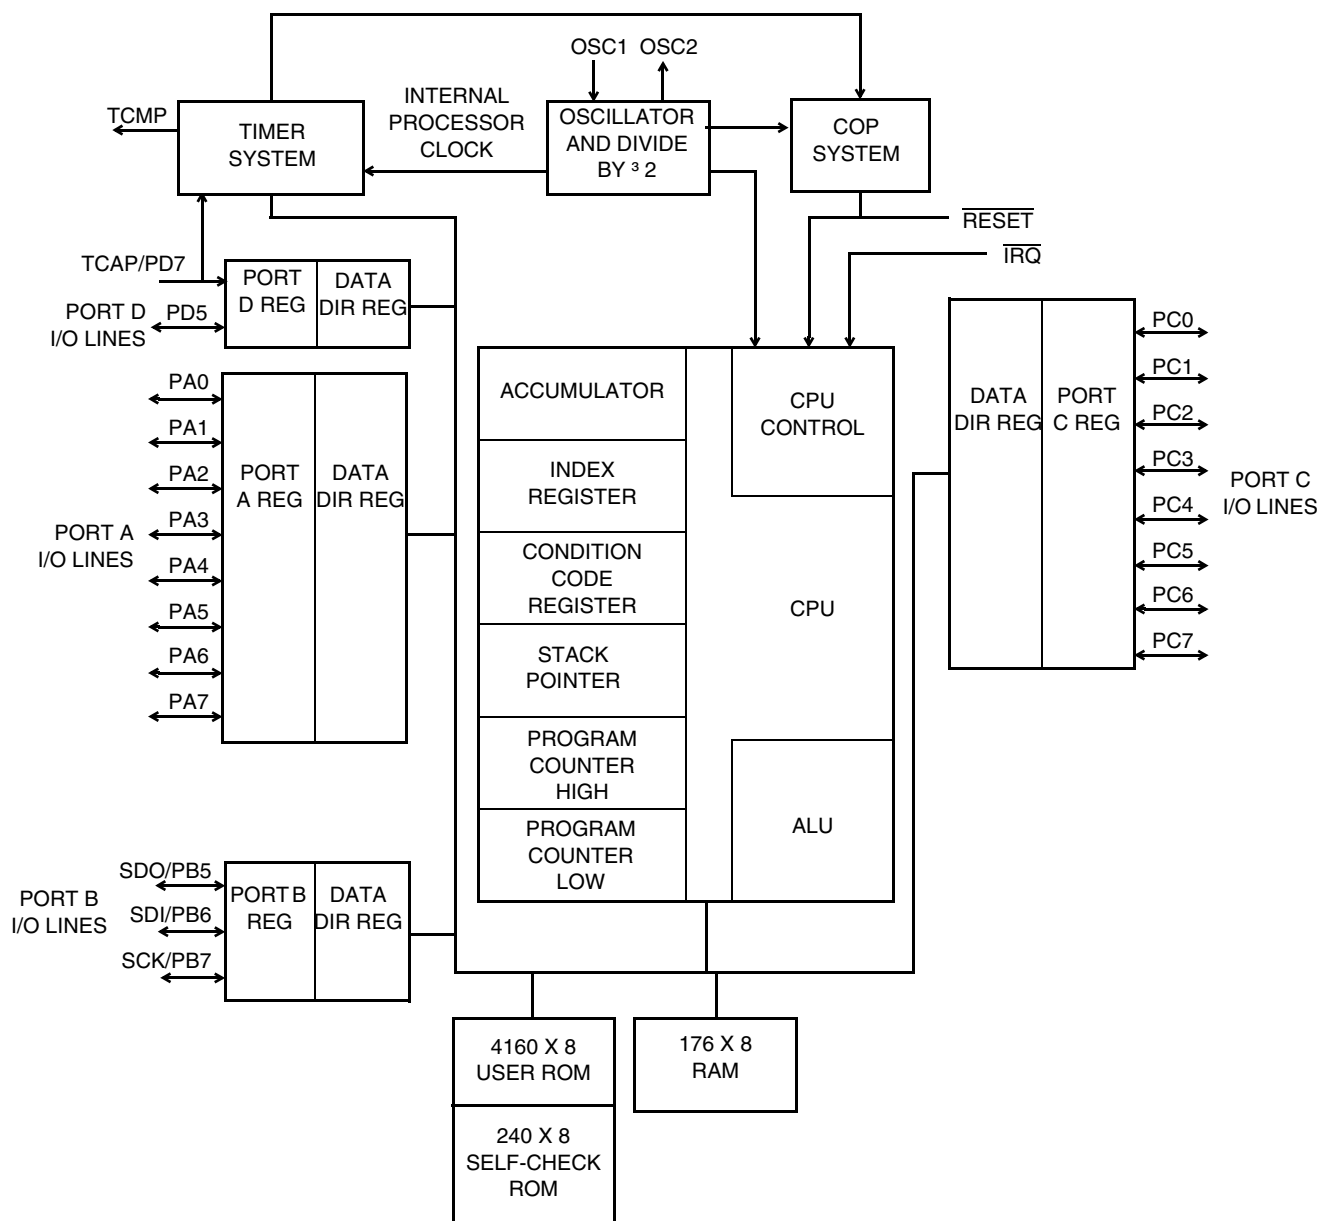 OSC1 OSC2
TCMP
TIMER
SYSTEM
INTERNAL
PROCESSOR
CLOCK
OSCILLATOR
AND DIVIDE
BY ³ 2
COP
SYSTEM
RESET
IRQ
TCAP/PD7
PORT D
I/O LINES
PD5
PORT
D REG
DATA
DIR REG
PORT A
I/O LINES
PA0
PA1
PA2
PA3
PA4
PA5
PA6
PA7
PORT
A REG
DATA
DIR REG
ACCUMULATOR
INDEX
REGISTER
CONDITION
CODE
REGISTER
STACK
POINTER
PROGRAM
COUNTER
HIGH
PROGRAM
COUNTER
LOW
CPU
CONTROL
CPU
ALU
DATA
DIR REG
PORT
C REG
PC0
PC1
PC2
PC3
PC4
PC5
PC6
PC7
PORT C
I/O LINES
PORT B
I/O LINES
SDO/PB5
SDI/PB6
SCK/PB7
PORT B
REG
DATA
DIR REG
4160 X 8
USER ROM
240 X 8
SELF-CHECK
ROM
176 X 8
RAM